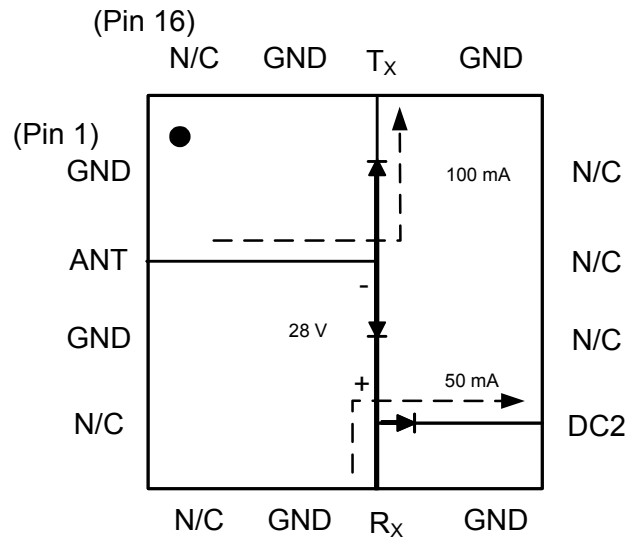 (Pin 16)
N/C GND TX GND
(Pin 1)
GND 100 mA N/C
ANT N/C
-
GND 28 V N/C
+ 50 mA
N/C DC2
N/C GND RX GND